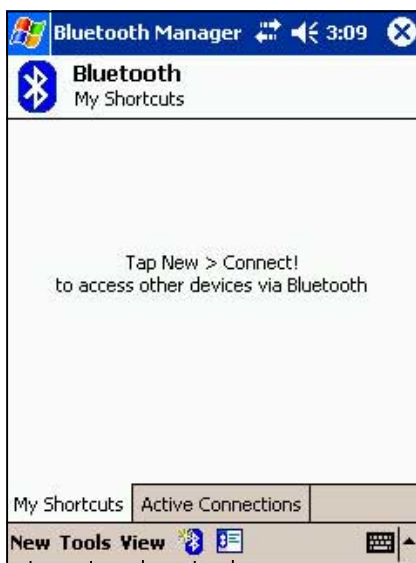 Bluetooth Manager 3:09
Bluetooth
My Shortcuts
Tap New > Connect!
to access other devices via Bluetooth
My Shortcuts Active Connections
New Tools View